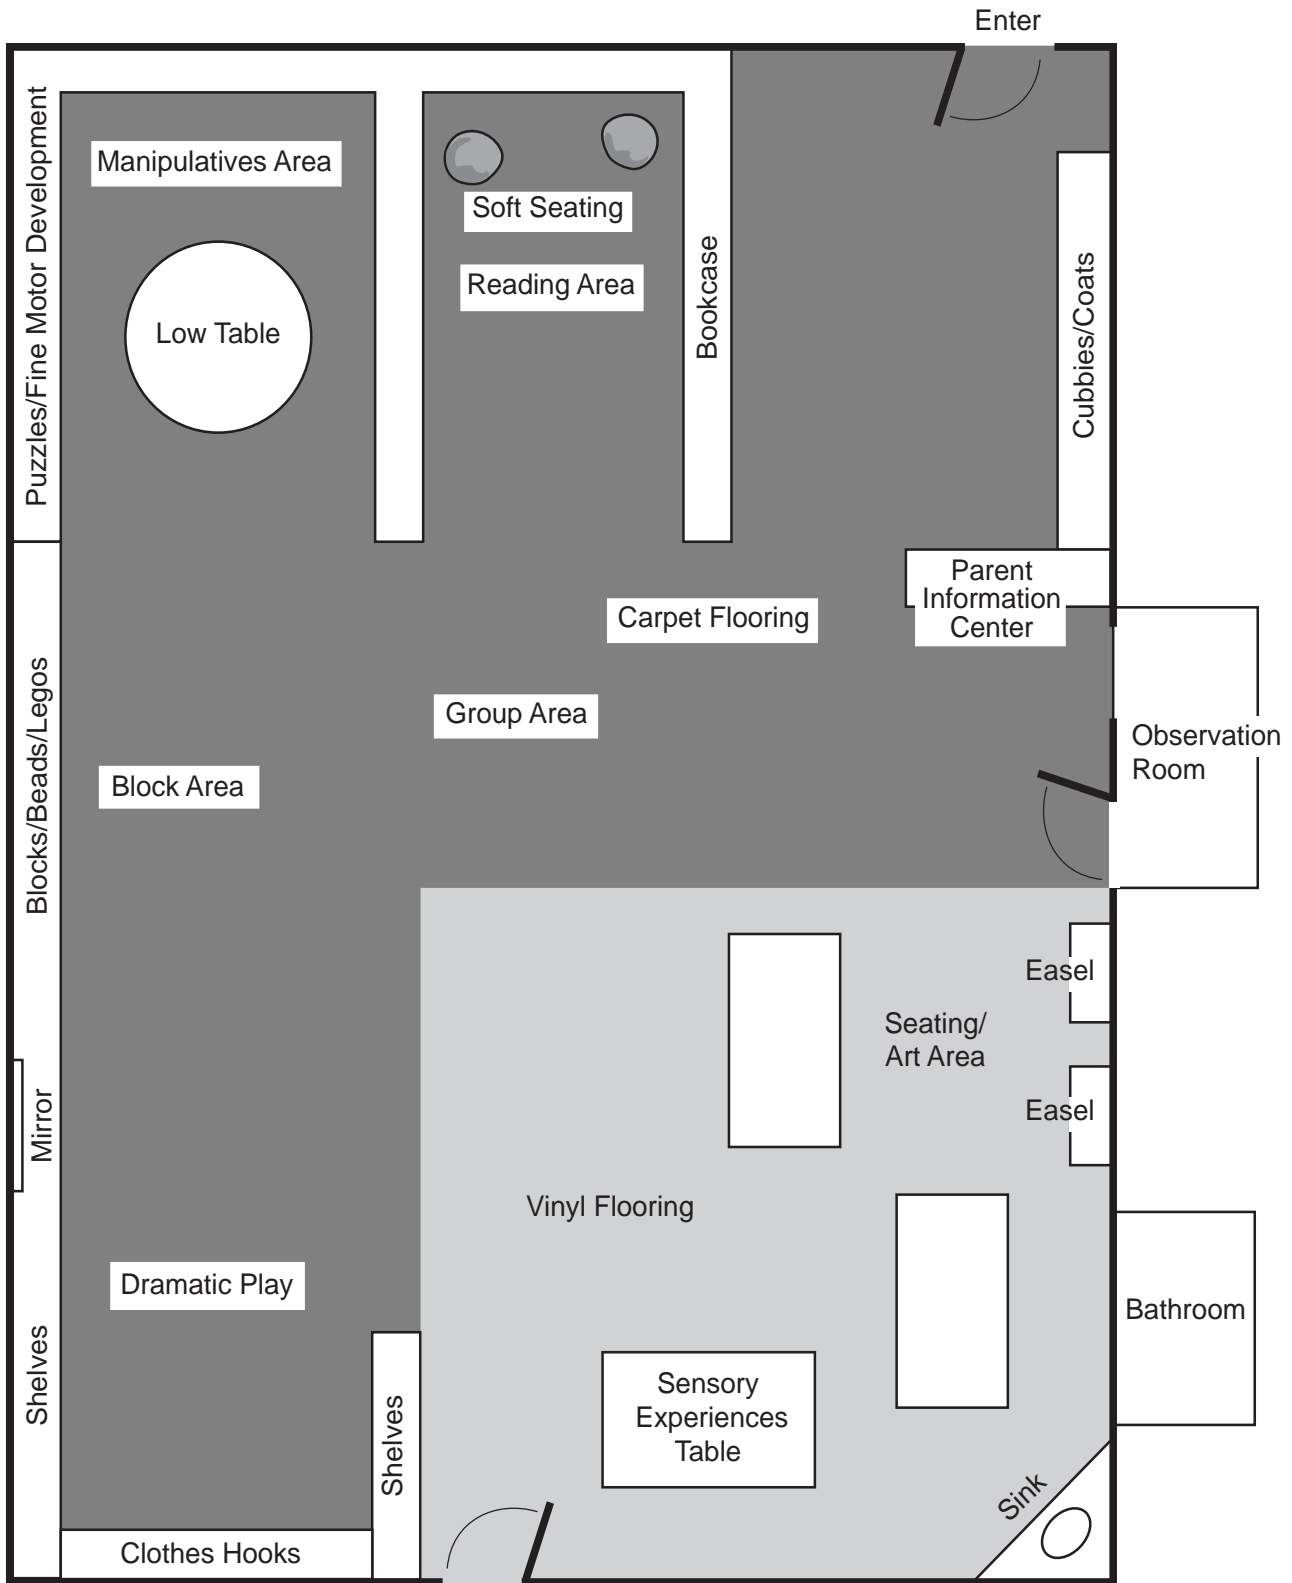 Enter
Puzzles/Fine Motor Development
Manipulatives Area
Soft Seating
Reading Area
Low Table
Bookcase
Cubbies/Coats
Parent
Information
Center
Carpet Flooring
Group Area
Blocks/Beads/Legos
Block Area
Observation
Room
Easel
Seating/
Art Area
Easel
Mirror
Vinyl Flooring
Dramatic Play
Bathroom
Shelves
Shelves
Sensory
Experiences
Table
Sink
Clothes Hooks